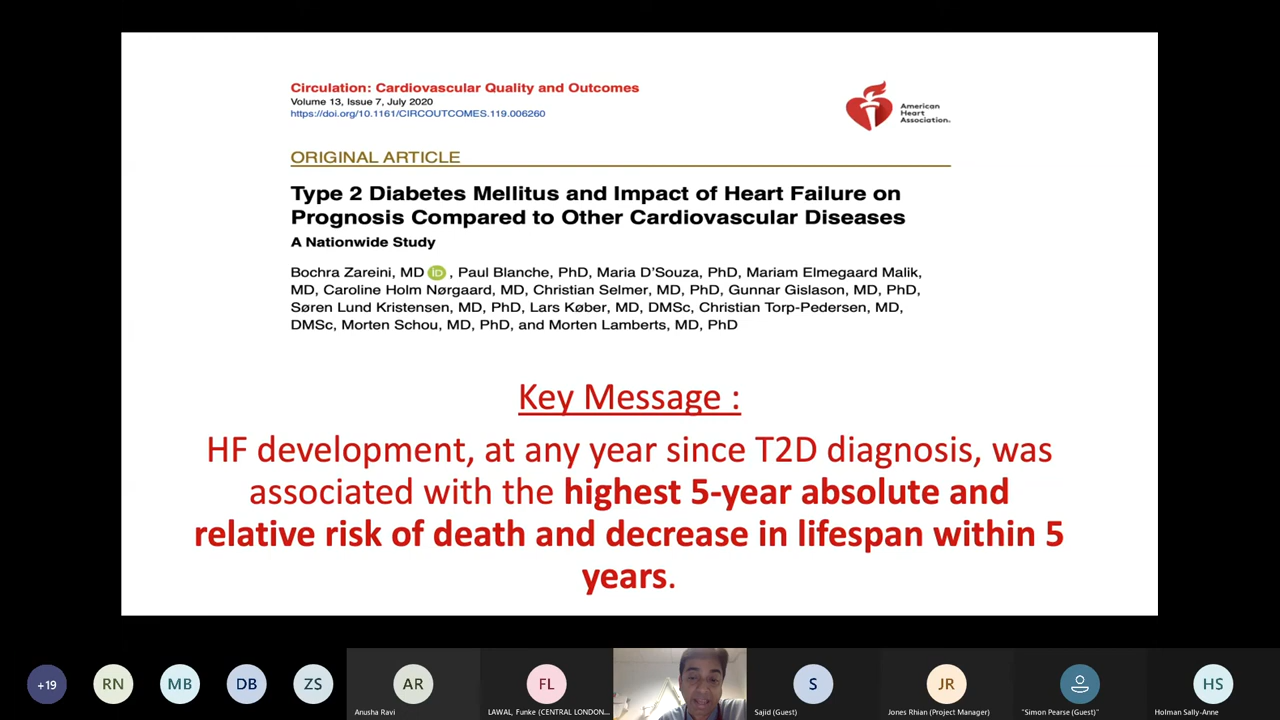 Circulation: Cardiovascular Quality and Outcomes
Volume 13, Issue 7, July 2020
https://doi.org/10.1161/CIRCOUTCOMES.119.006260
American
Heart
Association.
ORIGINAL ARTICLE
Type 2 Diabetes Mellitus and Impact of Heart Failure on
Prognosis Compared to Other Cardiovascular Diseases
A Nationwide Study
Bochra Zareini, MD iD , Paul Blanche, PhD, Maria D'Souza, PhD, Mariam Elmegaard Malik,
MD, Caroline Holm Nørgaard, MD, Christian Selmer, MD, PhD, Gunnar Gislason, MD, PhD,
Søren Lund Kristensen, MD, PhD, Lars Køber, MD, DMSc, Christian Torp-Pedersen, MD,
DMSc, Morten Schou, MD, PhD, and Morten Lamberts, MD, PhD
Key Message :
HF development, at any year since T2D diagnosis, was
associated with the highest 5-year absolute and
relative risk of death and decrease in lifespan within 5
years.
+19
RN
MB
DB
ZS
AR
Anusha Ravi
FL
LAWAL, Funke (CENTRAL LONDON...
S
Sajid (Guest)
JR
Jones Rhian (Project Manager)
"Simon Pearse (Guest)"
HS
Holman Sally-Anne